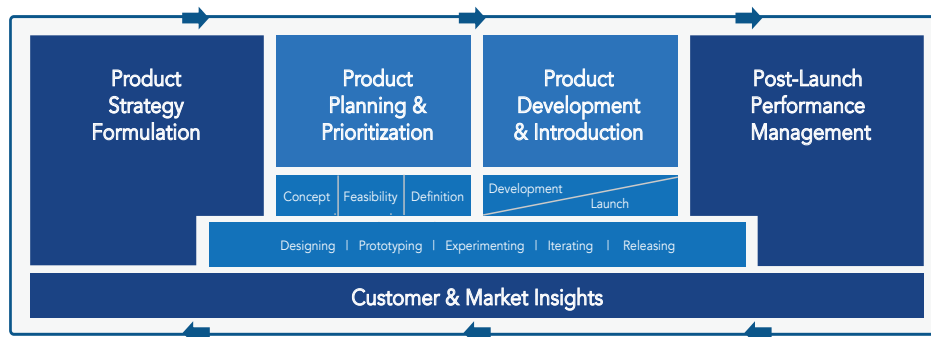 Product
Strategy
Formulation
Product
Planning &
Prioritization
Product
Development
& Introduction
Post-Launch
Performance
Management
Concept
Feasibility
Definition
Development
Launch
Designing | Prototyping | Experimenting | Iterating | Releasing
Customer & Market Insights